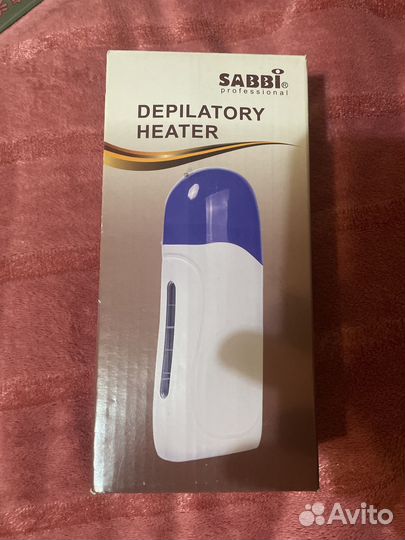 SABBI®
professional
DEPILATORY
HEATER
Avito